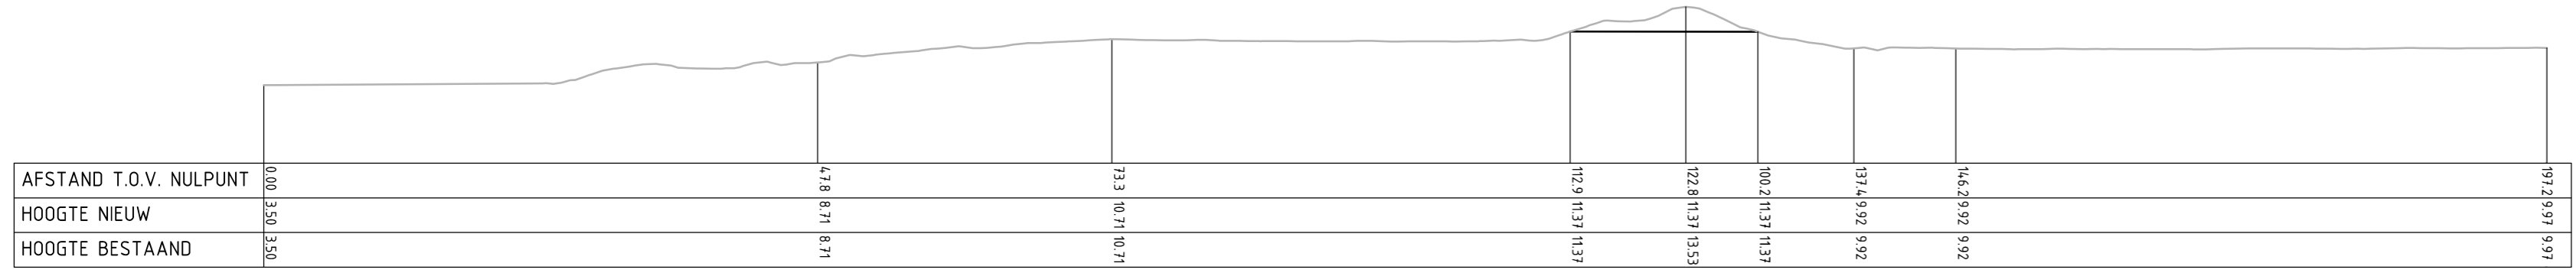 AFSTAND T.O.V. NULPUNT 0.00 47.8 73.3 112.9 122.8 100.2 137.4 146.2 197.2
HOOGTE NIEUW 3.50 8.71 10.71 11.37 11.37 11.37 9.92 9.92 9.97
HOOGTE BESTAAND 3.50 8.71 10.71 11.37 13.53 11.37 9.92 9.92 9.97